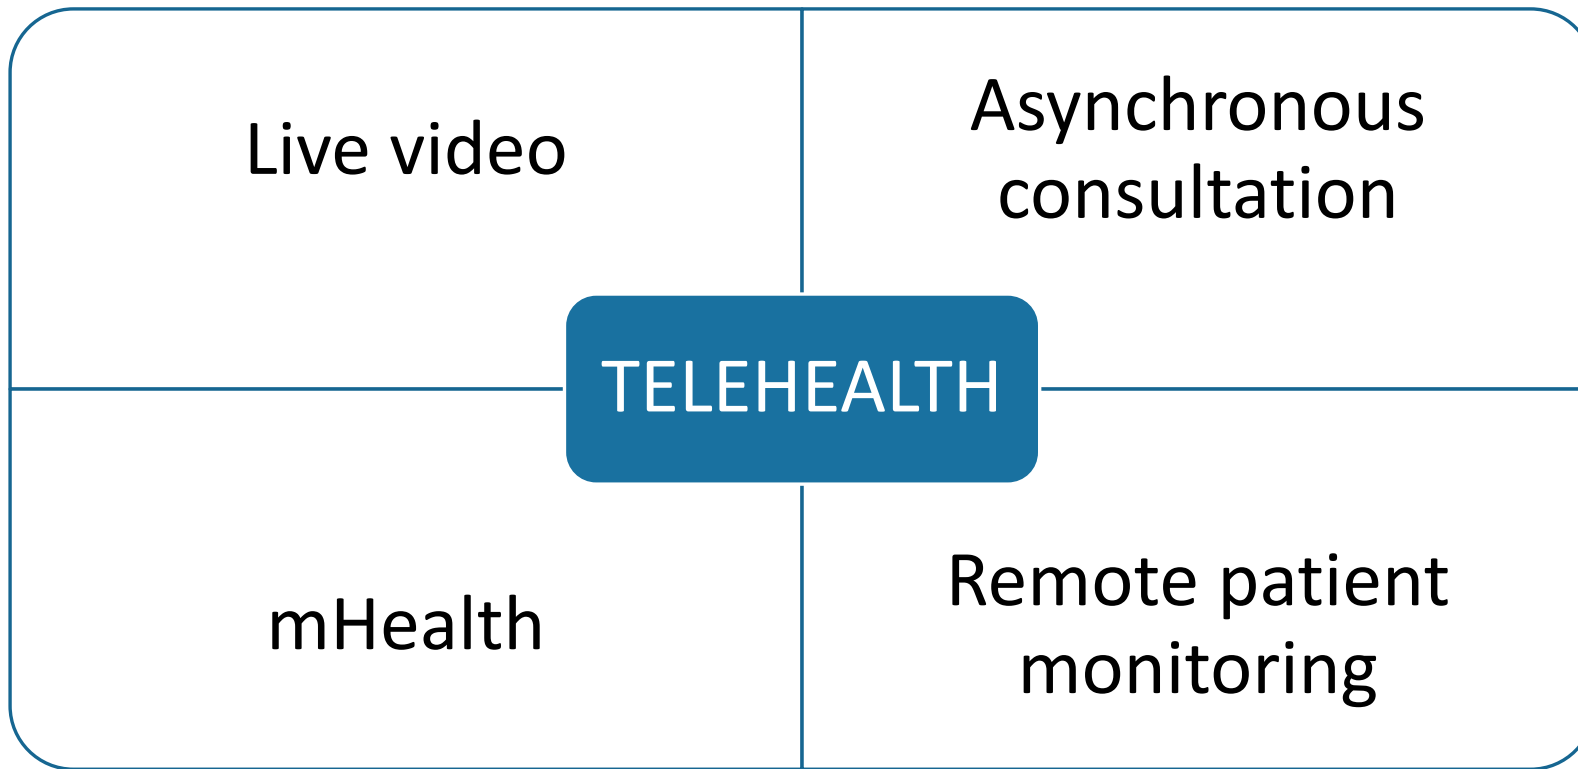 Live video
Asynchronous
consultation
TELEHEALTH
mHealth
Remote patient
monitoring